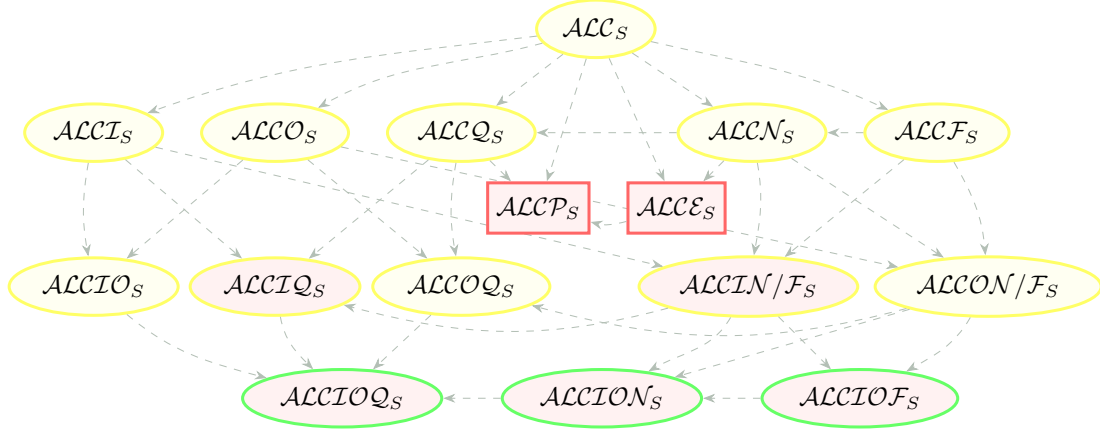 𝒜ℒ𝒞_S
𝒜ℒ𝒞ℐ_S 𝒜ℒ𝒞𝒪_S 𝒜ℒ𝒞𝒬_S 𝒜ℒ𝒞𝒩_S 𝒜ℒ𝒞ℱ_S
𝒜ℒ𝒞𝒫_S 𝒜ℒ𝒞ℰ_S
𝒜ℒ𝒞ℐ𝒪_S 𝒜ℒ𝒞ℐ𝒬_S 𝒜ℒ𝒞𝒪𝒬_S 𝒜ℒ𝒞ℐ𝒩/ℱ_S 𝒜ℒ𝒞𝒪𝒩/ℱ_S
𝒜ℒ𝒞ℐ𝒪𝒬_S 𝒜ℒ𝒞ℐ𝒪𝒩_S 𝒜ℒ𝒞ℐ𝒪ℱ_S